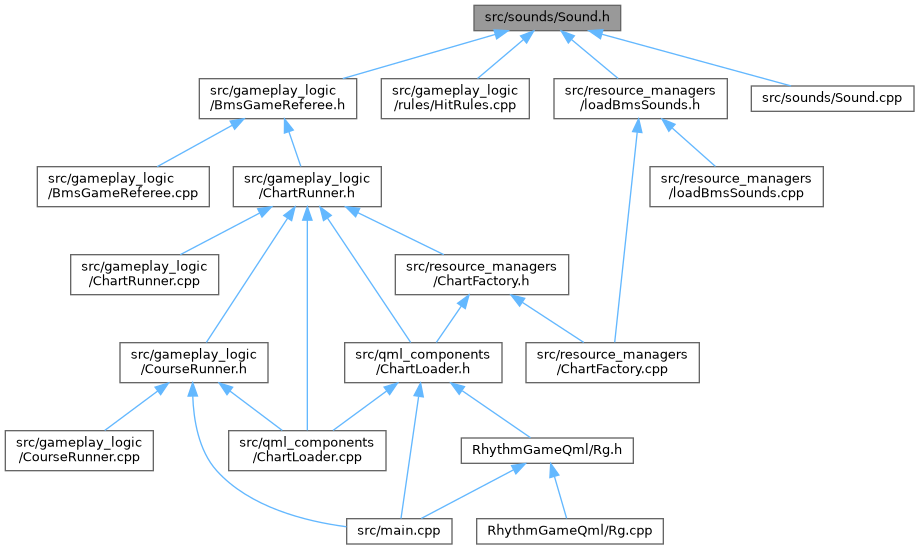 src/sounds/Sound.h
src/gameplay_logic
/BmsGameReferee.h
src/gameplay_logic
/rules/HitRules.cpp
src/resource_managers
/loadBmsSounds.h
src/sounds/Sound.cpp
src/gameplay_logic
/BmsGameReferee.cpp
src/gameplay_logic
/ChartRunner.h
src/resource_managers
/loadBmsSounds.cpp
src/gameplay_logic
/ChartRunner.cpp
src/resource_managers
/ChartFactory.h
src/gameplay_logic
/CourseRunner.h
src/qml_components
/ChartLoader.h
src/resource_managers
/ChartFactory.cpp
src/gameplay_logic
/CourseRunner.cpp
src/qml_components
/ChartLoader.cpp
RhythmGameQml/Rg.h
src/main.cpp
RhythmGameQml/Rg.cpp